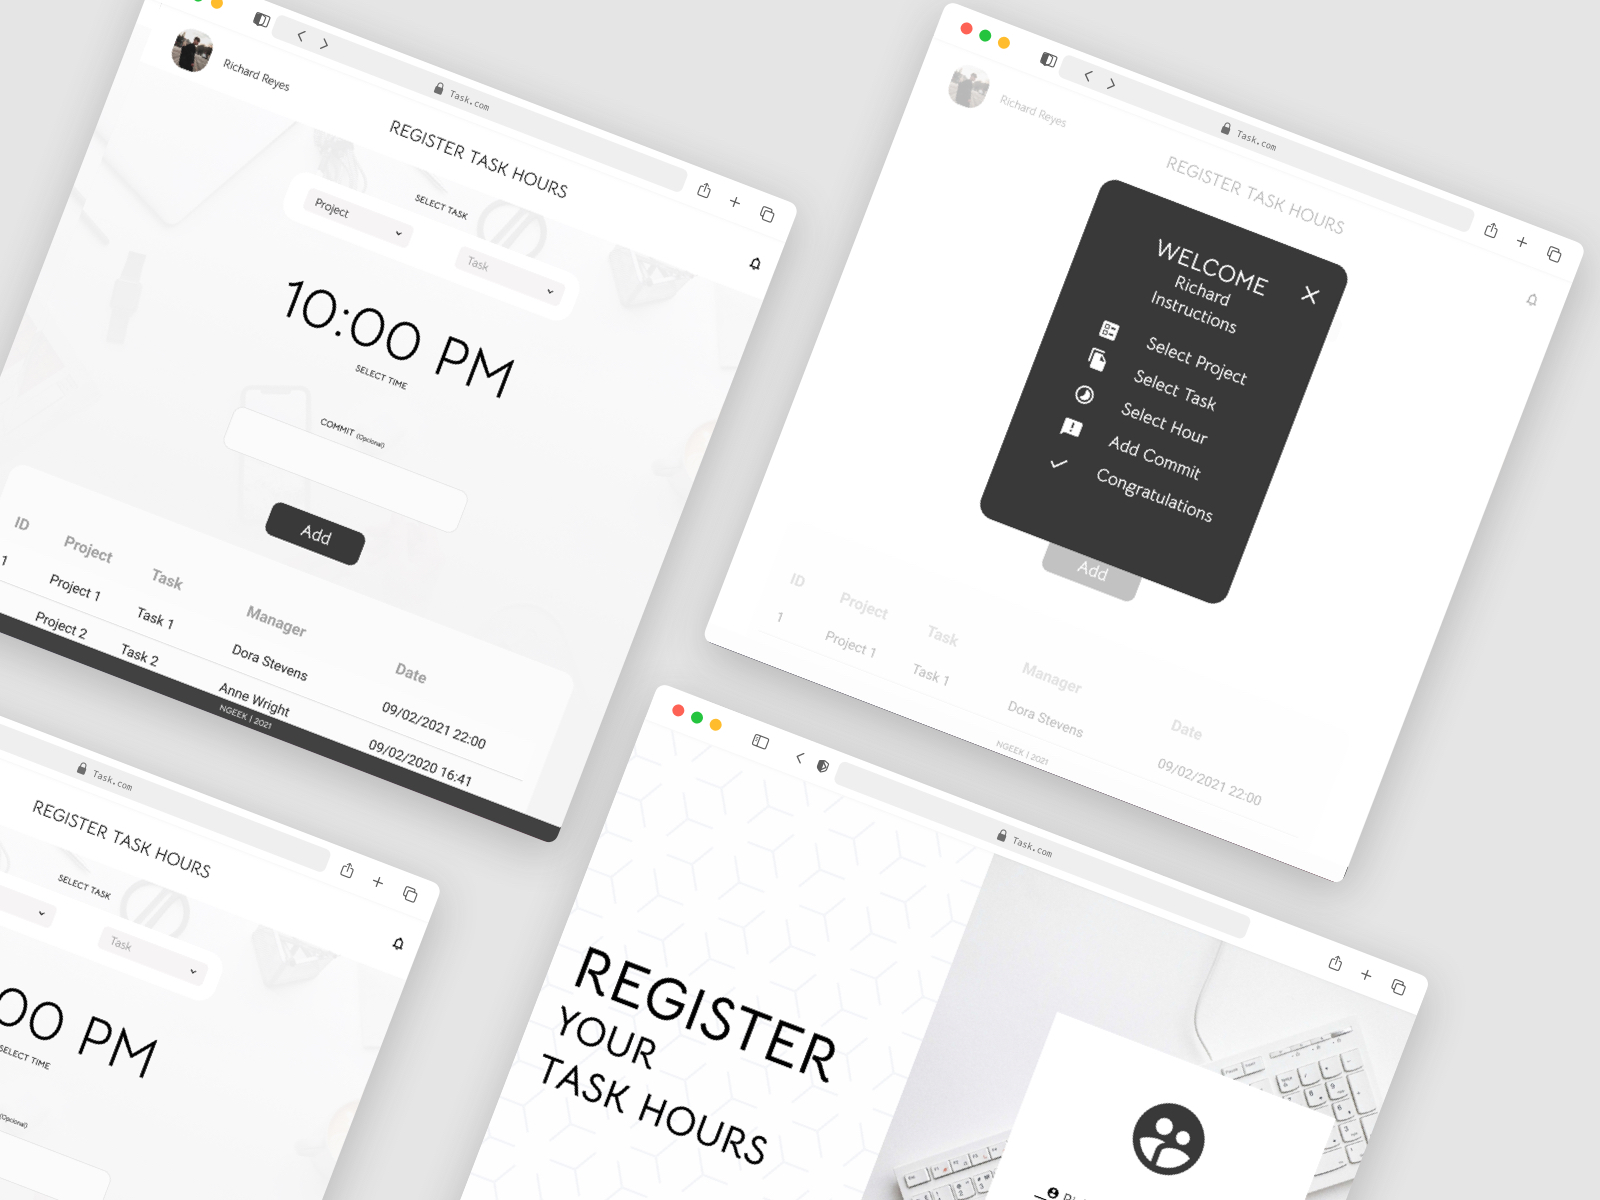 Richard Reyes
Task.com
REGISTER TASK HOURS
SELECT TASK
Project
Task
10:00 PM
SELECT TIME
COMMIT (Opcional)
Add
ID Project Task Manager Date
1 Project 1 Task 1 Dora Stevens 09/02/2021 22:00
Project 2 Task 2 Anne Wright 09/02/2020 16:41
NGEEK | 2021
Task.com
Richard Reyes
REGISTER TASK HOURS
WELCOME
Richard
Instructions
Select Project
Select Task
Select Hour
Add Commit
Congratulations
Add
ID Project Task Manager Date
1 Project 1 Task 1 Dora Stevens 09/02/2021 22:00
NGEEK | 2021
Task.com
REGISTER TASK HOURS
SELECT TASK
Task
00 PM
SELECT TIME
(Opcional)
Task.com
REGISTER
YOUR
TASK HOURS